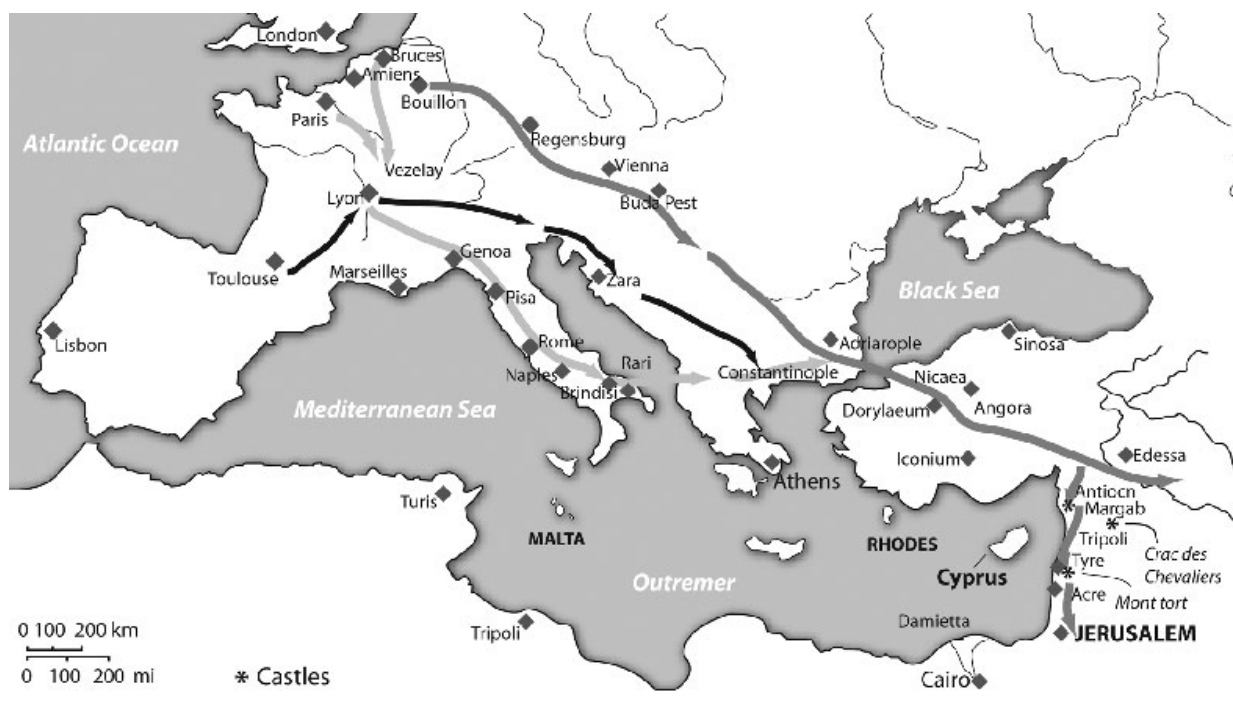 London
Bruces
Amiens
Bouillon
Paris
Regensburg
Atlantic Ocean
Vezelay
Vienna
Lyon
Buda Pest
Toulouse
Genoa
Marseilles
Zara
Pisa
Black Sea
Lisbon
Rome
Adriarople
Sinosa
Rari
Naples
Constantinople
Nicaea
Brindisi
Mediterranean Sea
Dorylaeum
Angora
Iconium
Edessa
Athens
Turis
Antiocn
Margab
MALTA
RHODES
Tripoli
Crac des
Chevaliers
Cyprus
Tyre
Outremer
Acre
Mont tort
Damietta
Tripoli
JERUSALEM
0 100 200 km
0 100 200 mi
* Castles
Cairo